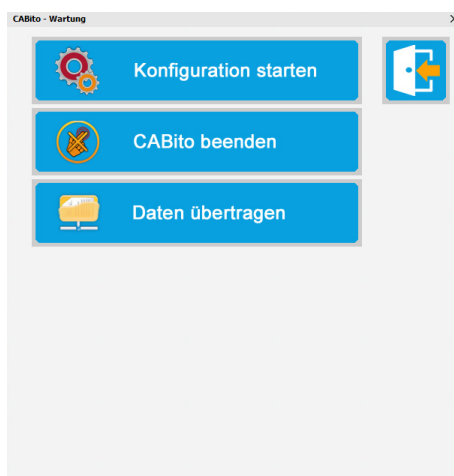 CABito - Wartung
Konfiguration starten
CABito beenden
Daten übertragen